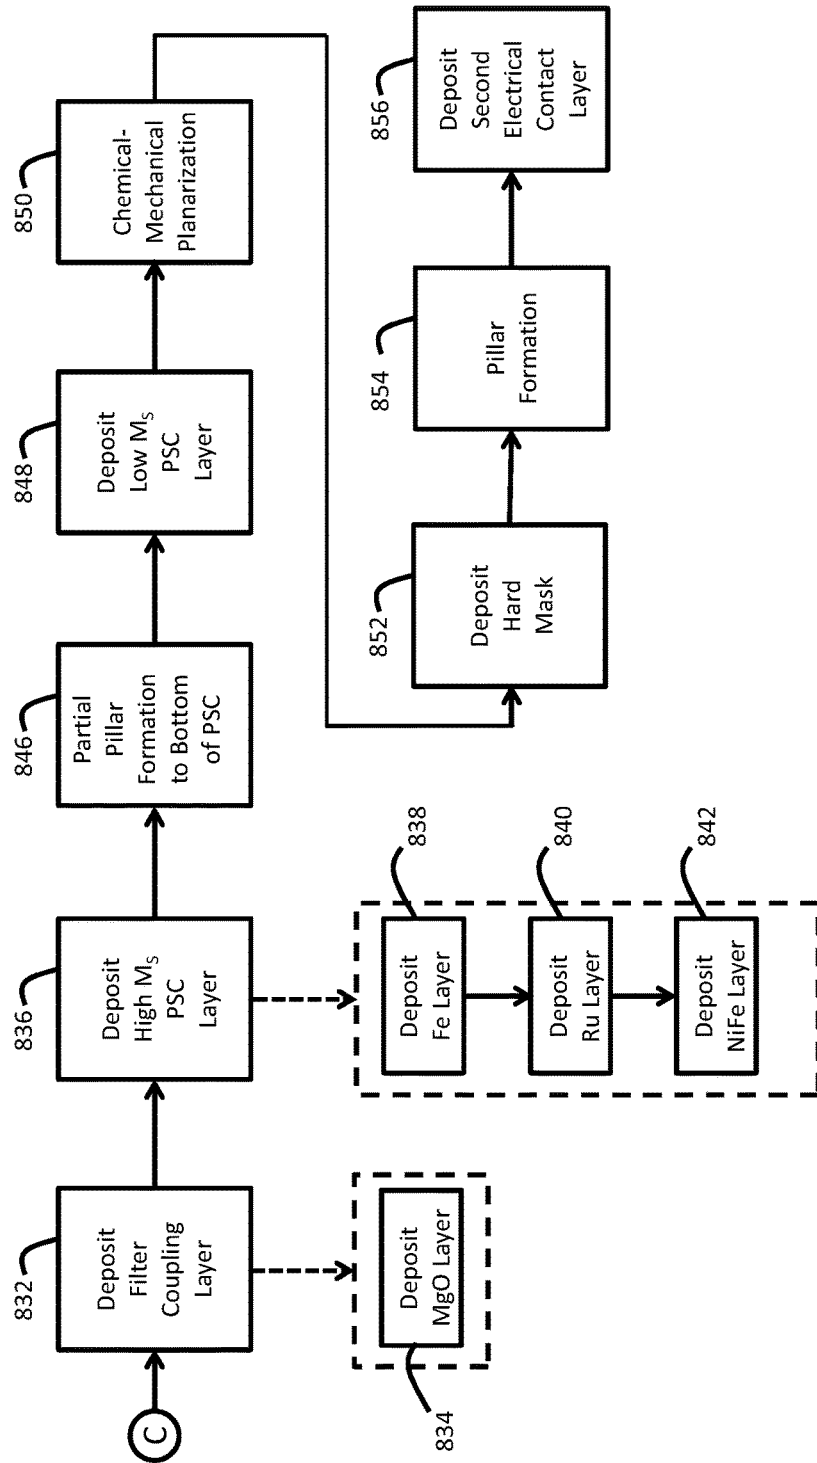 C
832
Deposit
Filter
Coupling
Layer
834
Deposit
MgO Layer
836
Deposit
High MS
PSC
Layer
838
Deposit
Fe Layer
840
Deposit
Ru Layer
842
Deposit
NiFe Layer
846
Partial
Pillar
Formation
to Bottom
of PSC
848
Deposit
Low MS
PSC
Layer
850
Chemical-
Mechanical
Planarization
852
Deposit
Hard
Mask
854
Pillar
Formation
856
Deposit
Second
Electrical
Contact
Layer